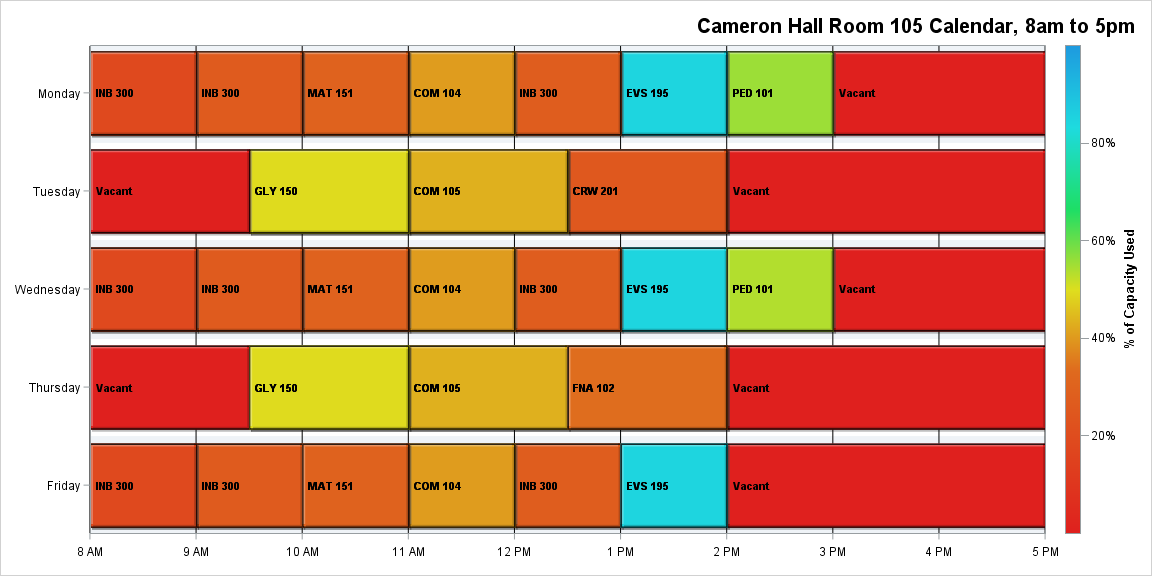 Cameron Hall Room 105 Calendar, 8am to 5pm
Monday
INB 300
INB 300
MAT 151
COM 104
INB 300
EVS 195
PED 101
Vacant
Tuesday
Vacant
GLY 150
COM 105
CRW 201
Vacant
Wednesday
INB 300
INB 300
MAT 151
COM 104
INB 300
EVS 195
PED 101
Vacant
Thursday
Vacant
GLY 150
COM 105
FNA 102
Vacant
Friday
INB 300
INB 300
MAT 151
COM 104
INB 300
EVS 195
Vacant
8 AM
9 AM
10 AM
11 AM
12 PM
1 PM
2 PM
3 PM
4 PM
5 PM
80%
60%
40%
20%
% of Capacity Used